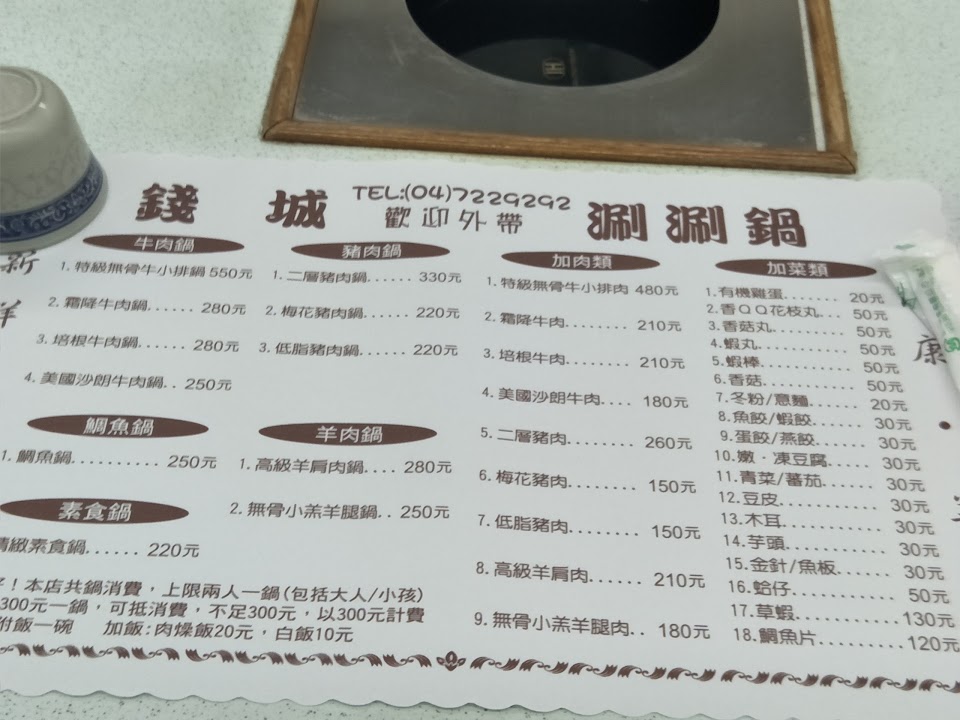 錢城 TEL:(04)7229292 涮涮鍋
歡迎外帶
牛肉鍋
1. 特級無骨牛小排鍋 550元
2. 霜降牛肉鍋...... 280元
3. 培根牛肉鍋...... 280元
4. 美國沙朗牛肉鍋.. 250元
鯛魚鍋
1. 鯛魚鍋.......... 250元
素食鍋
精緻素食鍋...... 220元
豬肉鍋
1. 二層豬肉鍋...... 330元
2. 梅花豬肉鍋...... 220元
3. 低脂豬肉鍋...... 220元
羊肉鍋
1. 高級羊肩肉鍋.... 280元
2. 無骨小羔羊腿鍋.. 250元
加肉類
1. 特級無骨牛小排肉 480元
2. 霜降牛肉........ 210元
3. 培根牛肉........ 210元
4. 美國沙朗牛肉.... 180元
5. 二層豬肉........ 260元
6. 梅花豬肉........ 150元
7. 低脂豬肉........ 150元
8. 高級羊肩肉...... 210元
9. 無骨小羔羊腿肉.. 180元
加菜類
1.有機雞蛋....... 20元
2.香QQ花枝丸... 50元
3.香菇丸......... 50元
4.蝦丸........... 50元
5.蝦棒........... 50元
6.香菇........... 50元
7.冬粉/意麵...... 20元
8.魚餃/蝦餃...... 30元
9.蛋餃/燕餃...... 30元
10.嫩．凍豆腐..... 30元
11.青菜/蕃茄...... 30元
12.豆皮.......... 30元
13.木耳.......... 30元
14.芋頭.......... 30元
15.金針/魚板..... 30元
16.蛤仔.......... 50元
17.草蝦.......... 130元
18.鯛魚片........ 120元
！本店共鍋消費，上限兩人一鍋(包括大人/小孩)
300元一鍋，可抵消費，不足300元，以300元計費
附飯一碗 加飯:肉燥飯20元，白飯10元
新
康